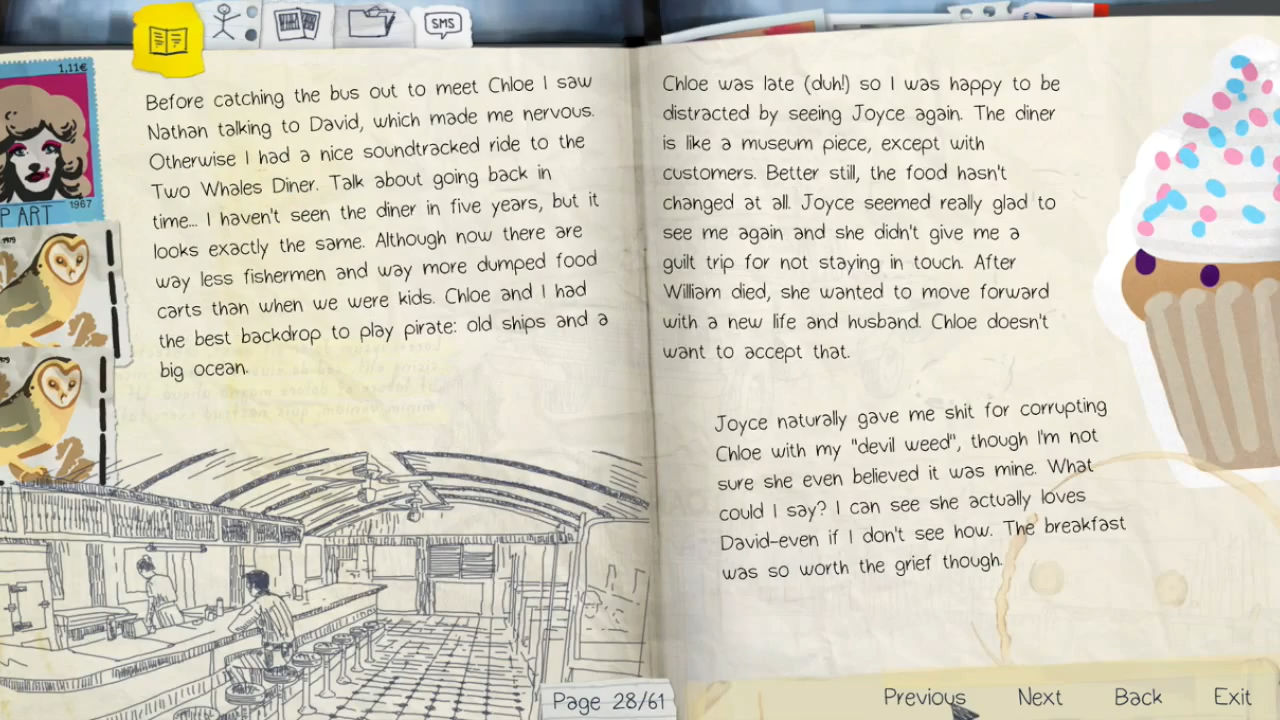 SMS
1,11€
1967
P ART
1979
Before catching the bus out to meet Chloe I saw
Nathan talking to David, which made me nervous.
Otherwise I had a nice soundtracked ride to the
Two Whales Diner. Talk about going back in
time... I haven't seen the diner in five years, but it
looks exactly the same. Although now there are
way less fishermen and way more dumped food
carts than when we were kids. Chloe and I had
the best backdrop to play pirate: old ships and a
big ocean.
Chloe was late (duh!) so I was happy to be
distracted by seeing Joyce again. The diner
is like a museum piece, except with
customers. Better still, the food hasn't
changed at all. Joyce seemed really glad to
see me again and she didn't give me a
guilt trip for not staying in touch. After
William died, she wanted to move forward
with a new life and husband. Chloe doesn't
want to accept that.
Joyce naturally gave me shit for corrupting
Chloe with my "devil weed", though I'm not
sure she even believed it was mine. What
could I say? I can see she actually loves
David-even if I don't see how. The breakfast
was so worth the grief though.
Page 28/61
Previous Next Back Exit